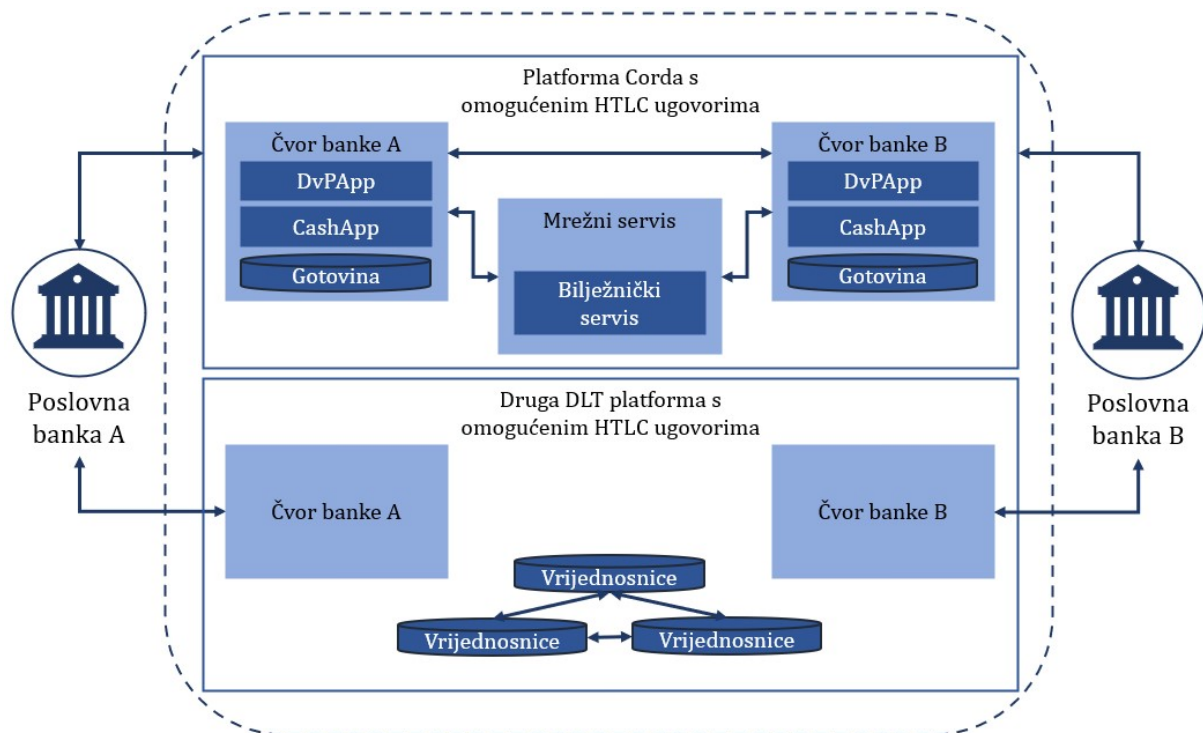 Platforma Corda s
omogućenim HTLC ugovorima
Čvor banke A
DvPApp
CashApp
Gotovina
Mrežni servis
Bilježnički
servis
Čvor banke B
DvPApp
CashApp
Gotovina
Poslovna
banka A
Poslovna
banka B
Druga DLT platforma s
omogućenim HTLC ugovorima
Čvor banke A
Čvor banke B
Vrijednosnice
Vrijednosnice
Vrijednosnice